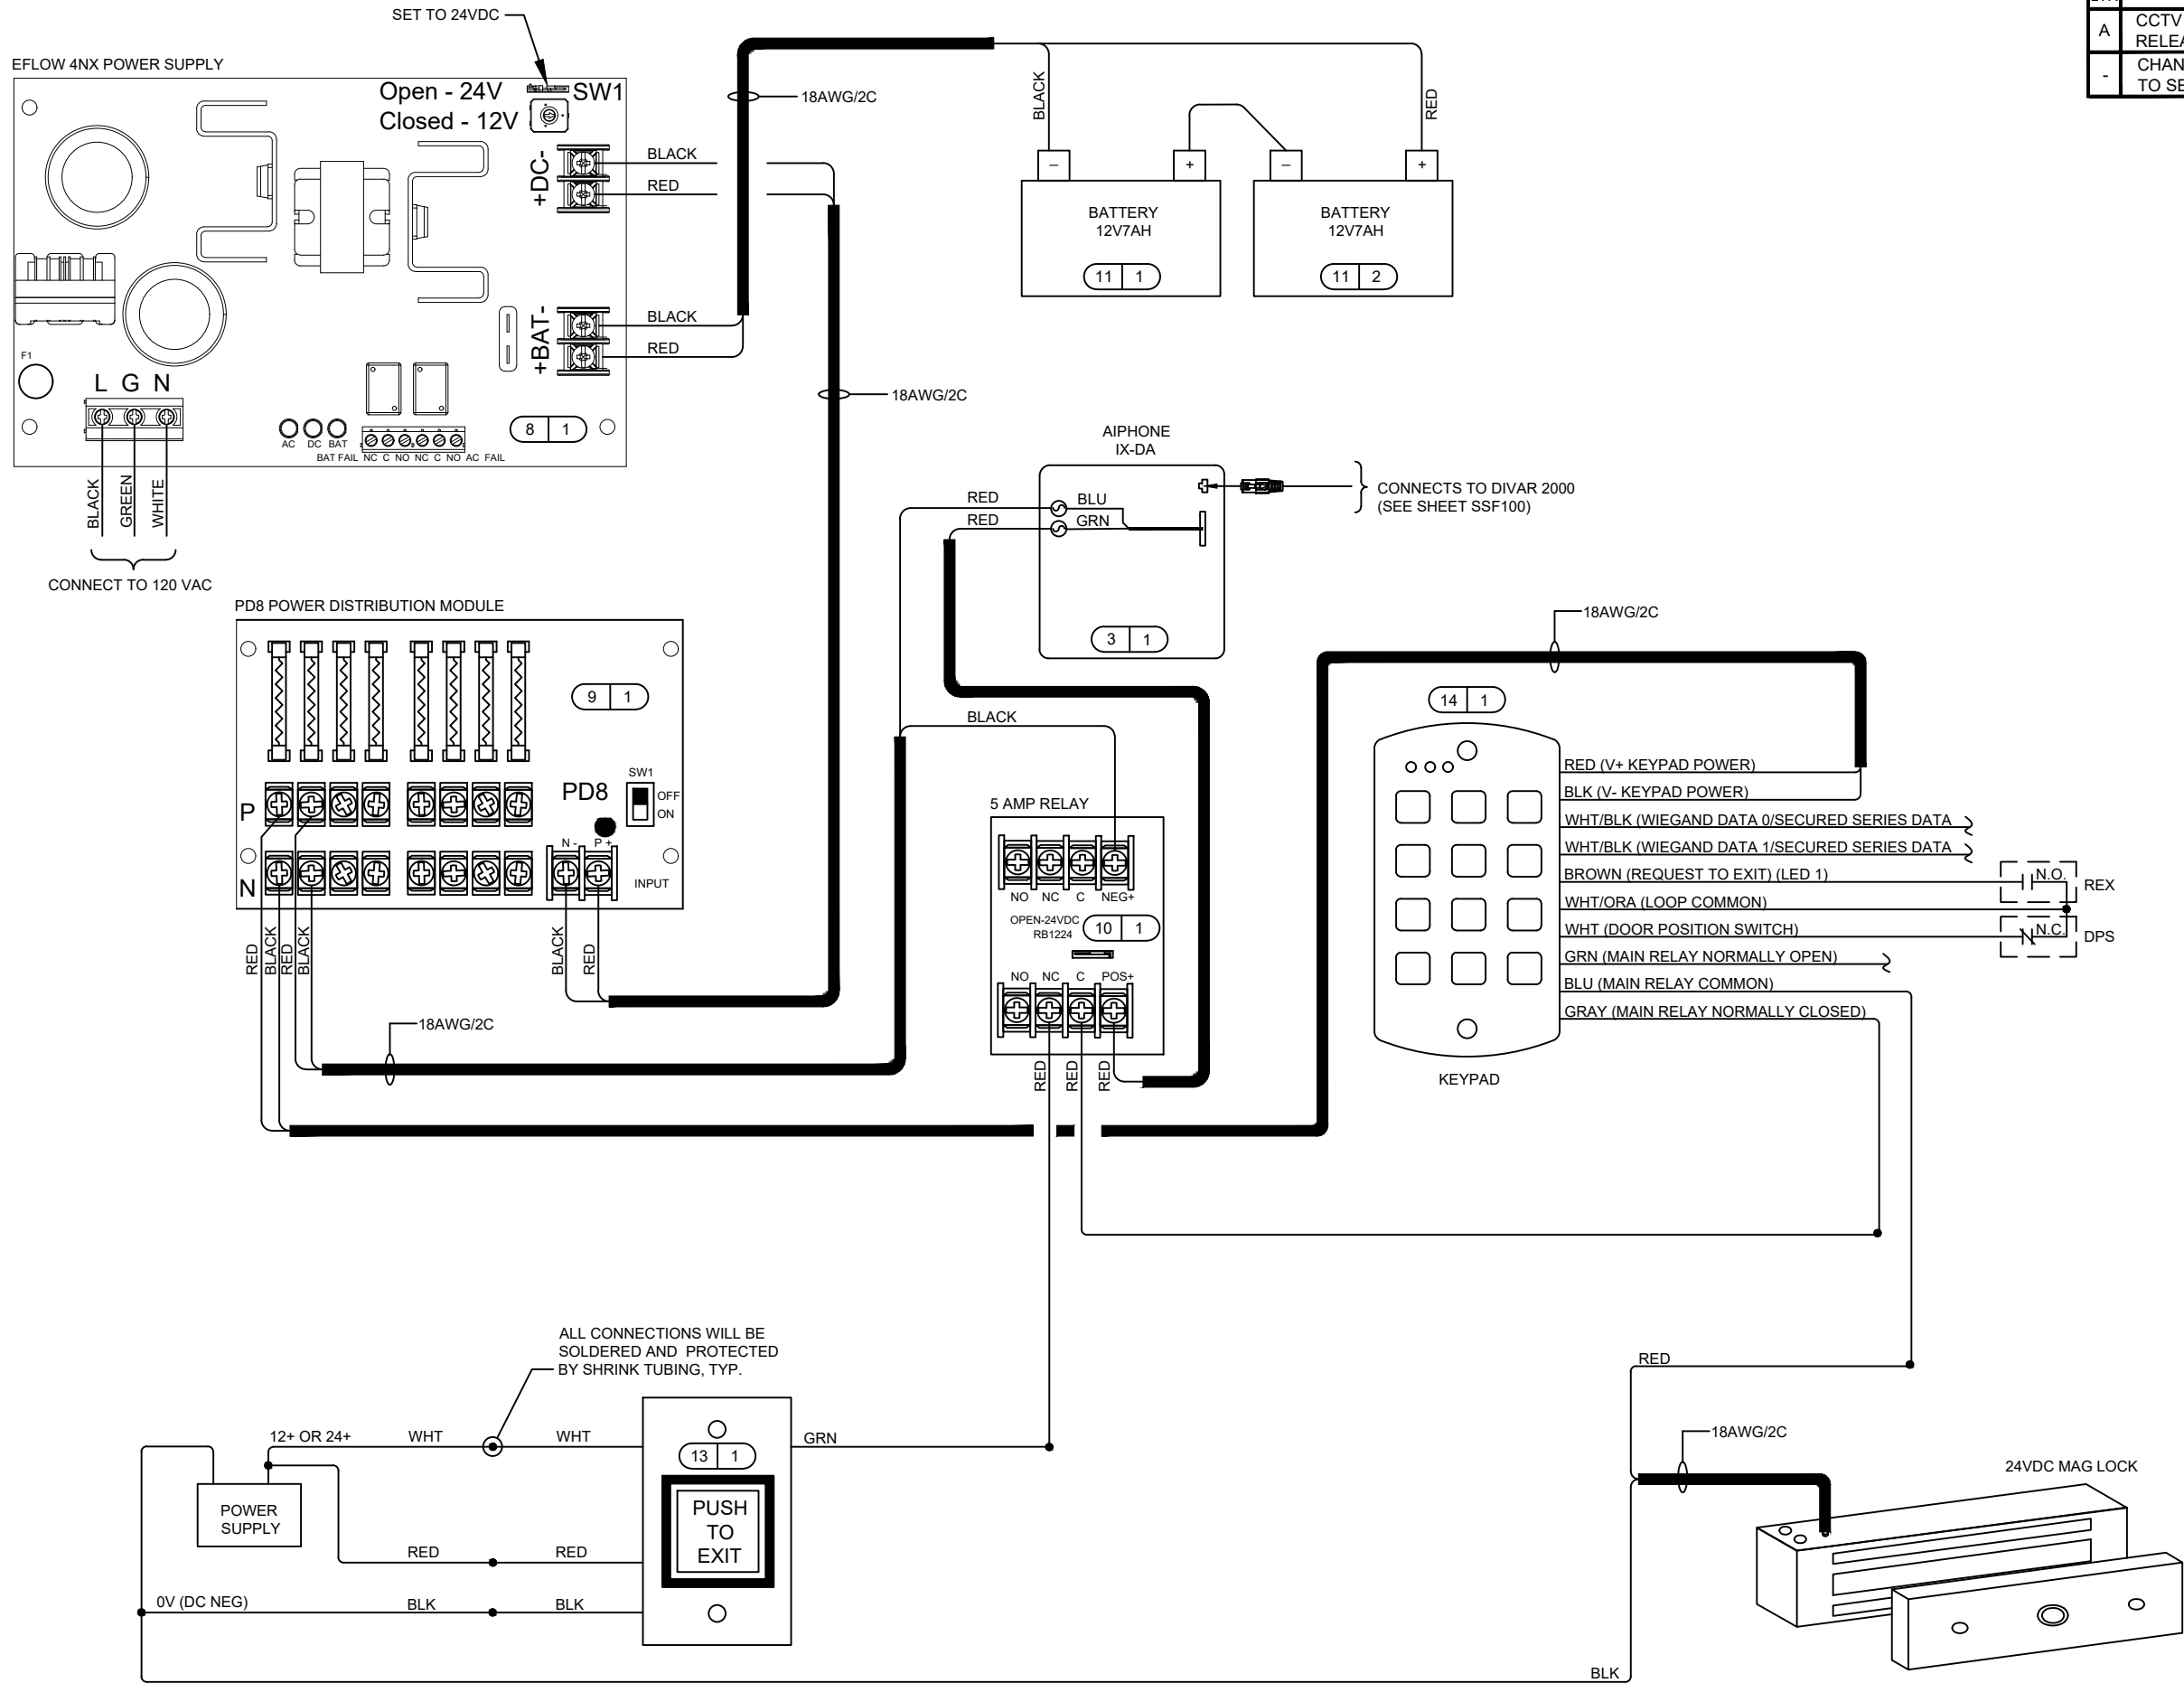 SET TO 24VDC
A
CCTV
-
CHAN
TO SE
EFLOW 4NX POWER SUPPLY
Open - 24V
SW1
Closed - 12V
+DC-
BLACK
RED
18AWG/2C
BLACK
RED
-
+
-
+
BATTERY
12V7AH
11 1
BATTERY
12V7AH
11 2
+BAT-
BLACK
RED
F1
L G N
8 1
AC DC BAT
BAT FAIL NC C NO NC C NO AC FAIL
BLACK
GREEN
WHITE
CONNECT TO 120 VAC
18AWG/2C
AIPHONE
IX-DA
RED
BLU
RED
GRN
3 1
CONNECTS TO DIVAR 2000
(SEE SHEET SSF100)
PD8 POWER DISTRIBUTION MODULE
9 1
SW1
PD8
OFF
ON
P
N
N - P +
INPUT
RED
BLACK
RED
BLACK
BLACK
RED
18AWG/2C
BLACK
5 AMP RELAY
NO NC C NEG+
OPEN-24VDC
RB1224
10 1
NO NC C POS+
RED
RED
RED
18AWG/2C
14 1
RED (V+ KEYPAD POWER)
BLK (V- KEYPAD POWER)
WHT/BLK (WIEGAND DATA 0/SECURED SERIES DATA
WHT/BLK (WIEGAND DATA 1/SECURED SERIES DATA
BROWN (REQUEST TO EXIT) (LED 1)
WHT/ORA (LOOP COMMON)
WHT (DOOR POSITION SWITCH)
GRN (MAIN RELAY NORMALLY OPEN)
BLU (MAIN RELAY COMMON)
GRAY (MAIN RELAY NORMALLY CLOSED)
N.O.
REX
N.C.
DPS
KEYPAD
ALL CONNECTIONS WILL BE
SOLDERED AND PROTECTED
BY SHRINK TUBING, TYP.
12+ OR 24+
WHT
WHT
GRN
13 1
POWER
SUPPLY
PUSH
TO
EXIT
RED
RED
0V (DC NEG)
BLK
BLK
RED
18AWG/2C
24VDC MAG LOCK
BLK